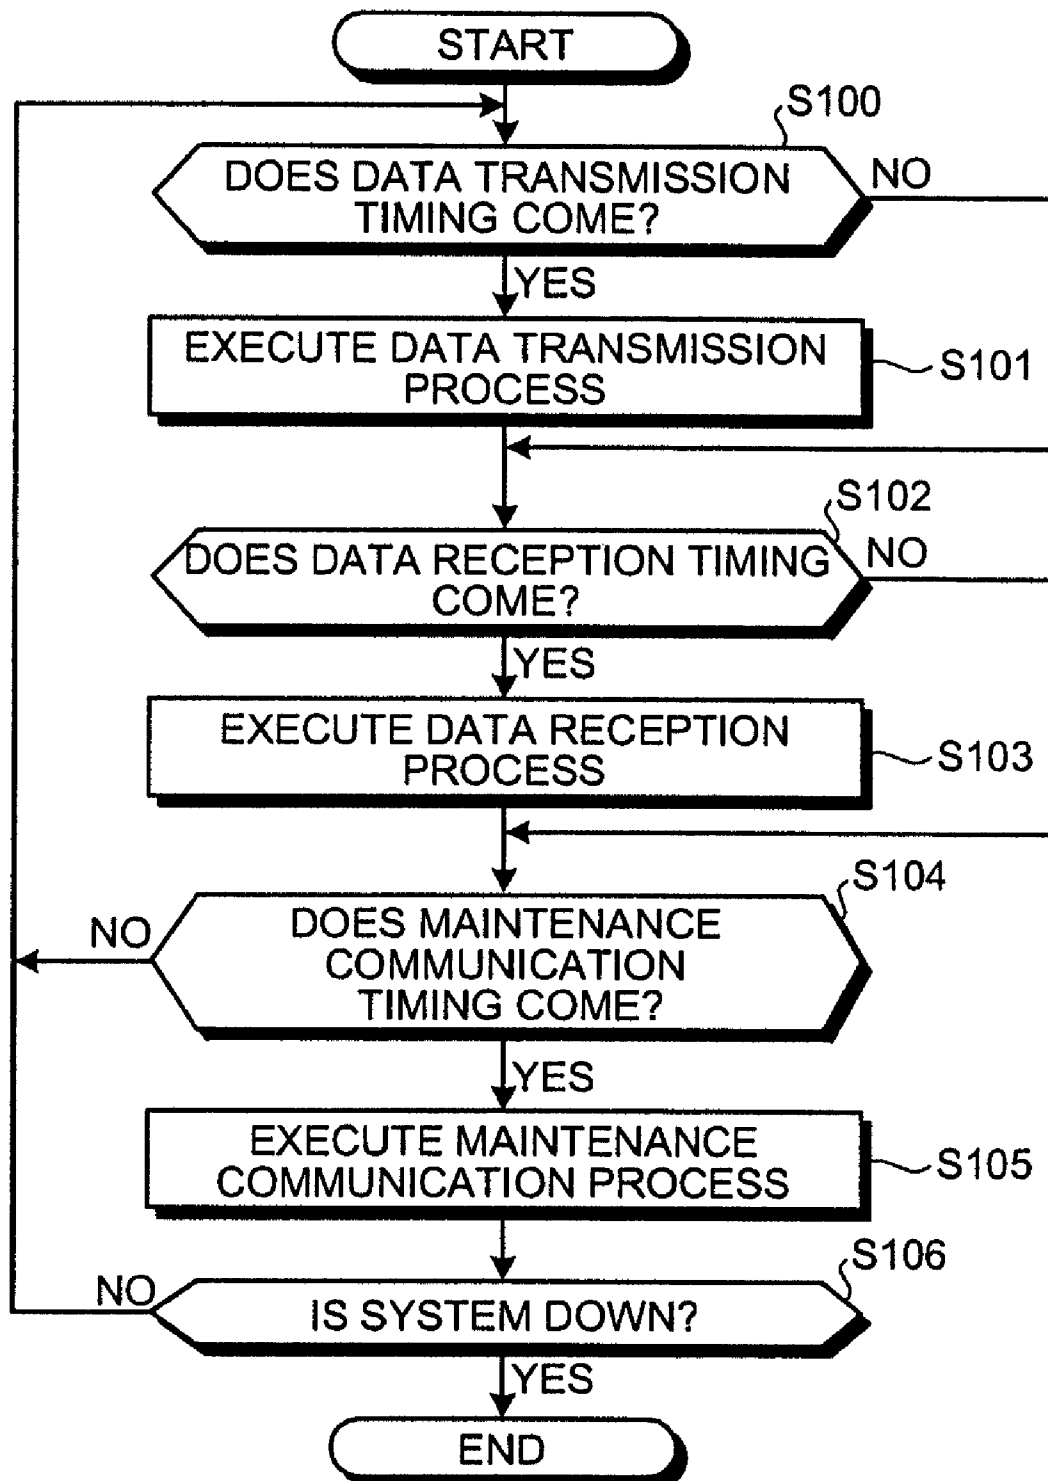 START
S100
DOES DATA TRANSMISSION
TIMING COME?
NO
YES
EXECUTE DATA TRANSMISSION
PROCESS
S101
S102
DOES DATA RECEPTION TIMING
COME?
NO
YES
EXECUTE DATA RECEPTION
PROCESS
S103
S104
NO
DOES MAINTENANCE
COMMUNICATION
TIMING COME?
YES
EXECUTE MAINTENANCE
COMMUNICATION PROCESS
S105
S106
NO
IS SYSTEM DOWN?
YES
END